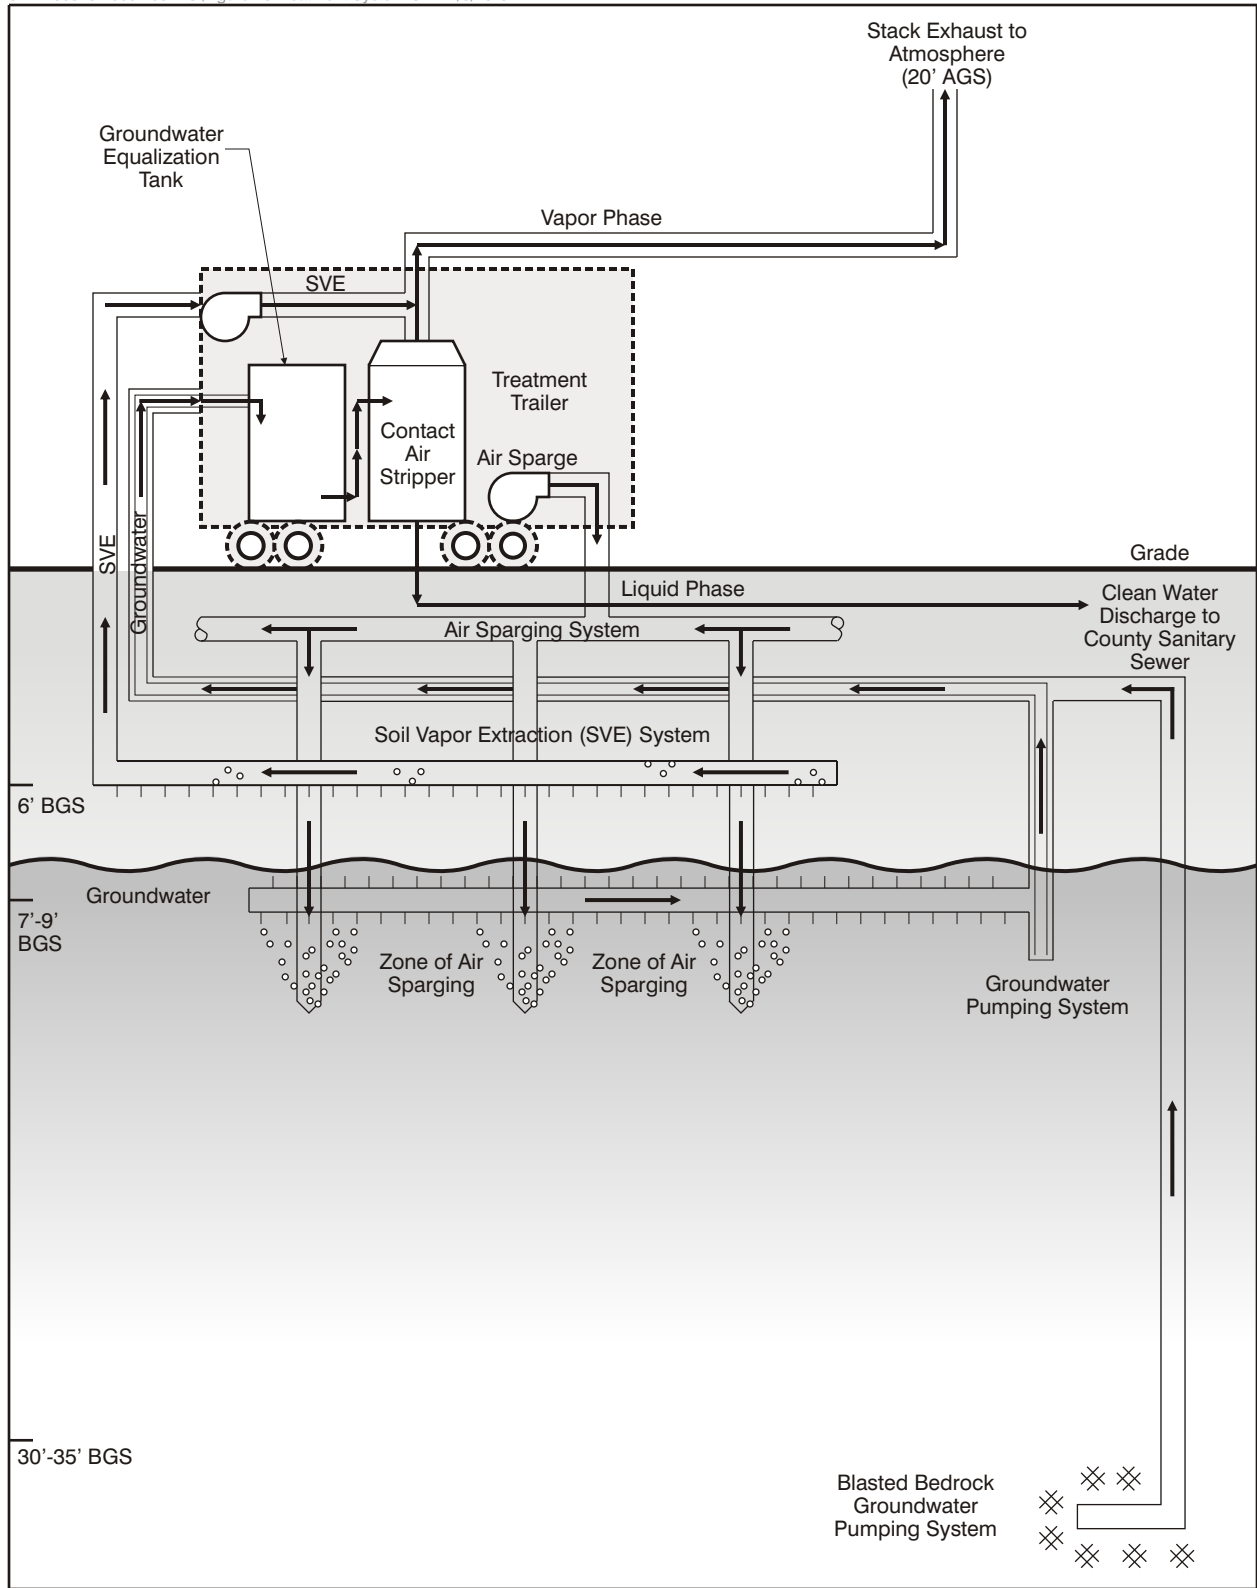 Stack Exhaust to
Atmosphere
(20’ AGS)
Groundwater
Equalization
Tank
Vapor Phase
SVE
Treatment
Trailer
Contact
Air
Stripper
Air Sparge
SVE
Groundwater
Grade
Liquid Phase
Clean Water
Discharge to
County Sanitary
Sewer
Air Sparging System
Soil Vapor Extraction (SVE) System
6’ BGS
Groundwater
7’-9’
BGS
Zone of Air
Sparging
Zone of Air
Sparging
Groundwater
Pumping System
30’-35’ BGS
Blasted Bedrock
Groundwater
Pumping System